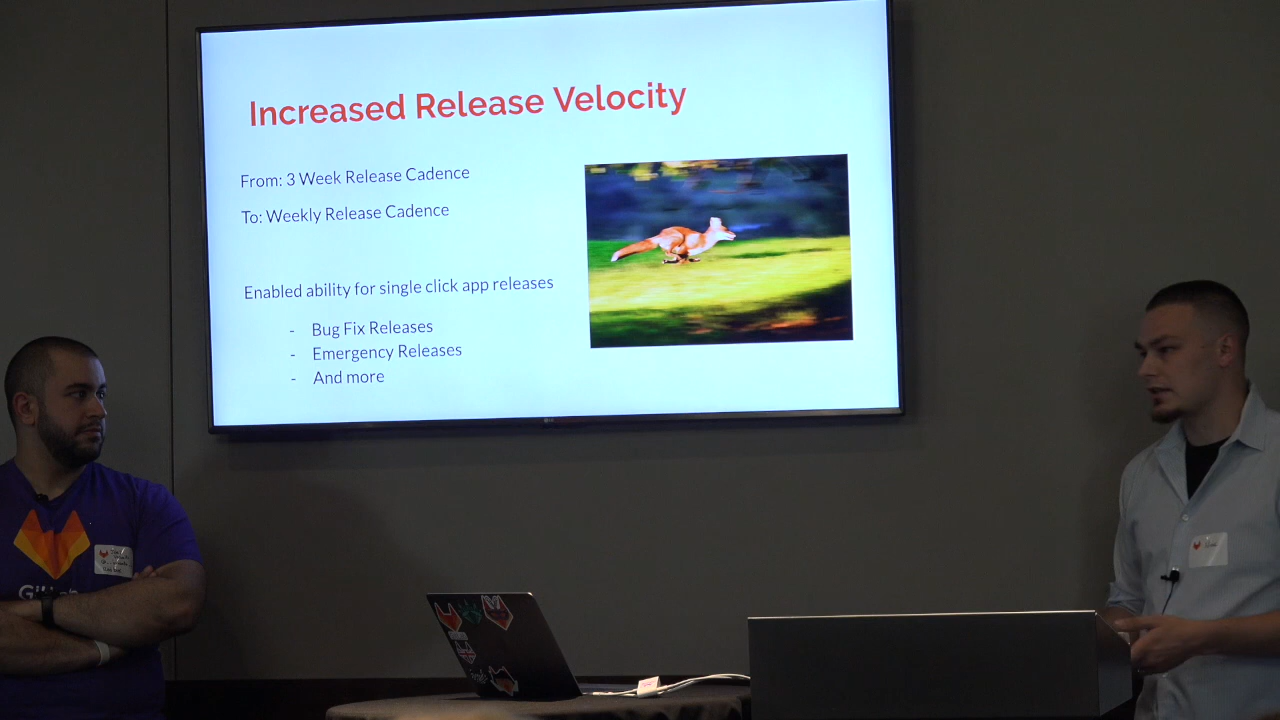 Increased Release Velocity
From: 3 Week Release Cadence
To: Weekly Release Cadence
Enabled ability for single click app releases
- Bug Fix Releases
- Emergency Releases
- And more
LG